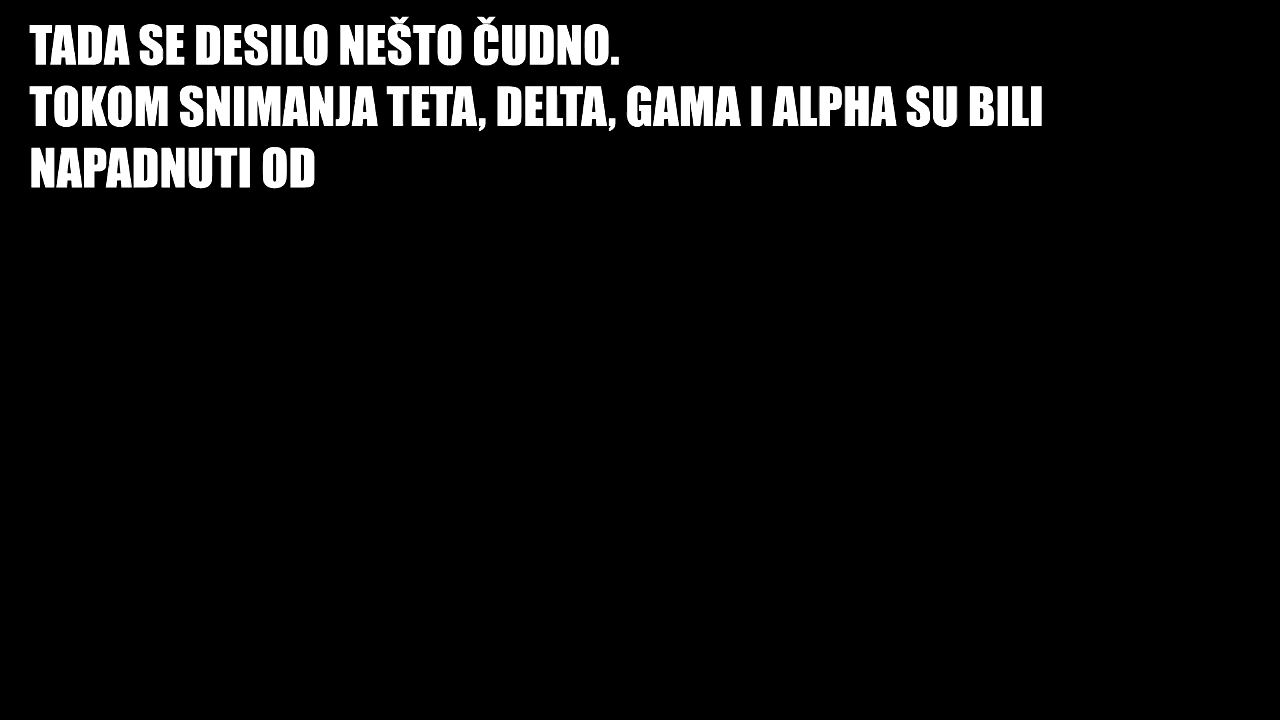 TADA SE DESILO NEŠTO ČUDNO.
TOKOM SNIMANJA TETA, DELTA, GAMA I ALPHA SU BILI
NAPADNUTI OD